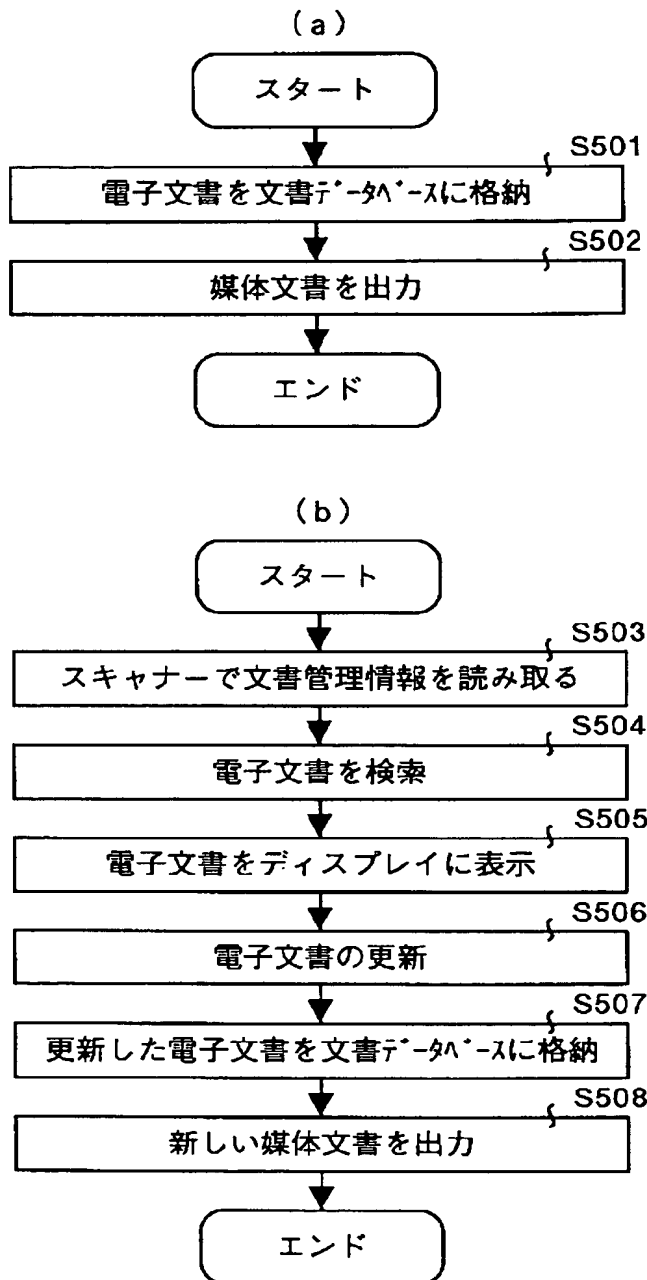 (a)
スタート
S501
電子文書を文書ﾃﾞｰﾀﾍﾞｰｽに格納
S502
媒体文書を出力
エンド
(b)
スタート
S503
スキャナーで文書管理情報を読み取る
S504
電子文書を検索
S505
電子文書をディスプレイに表示
S506
電子文書の更新
S507
更新した電子文書を文書ﾃﾞｰﾀﾍﾞｰｽに格納
S508
新しい媒体文書を出力
エンド